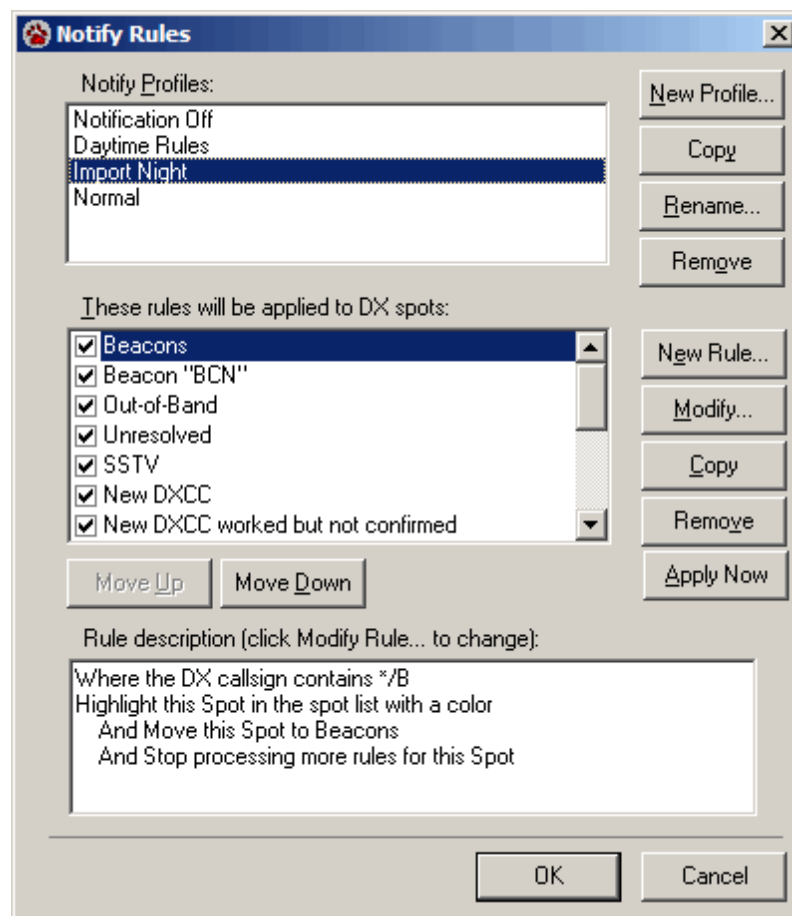 Notify Rules
Notify Profiles:
Notification Off
Daytime Rules
Import Night
Normal
New Profile...
Copy
Rename...
Remove
These rules will be applied to DX spots:
Beacons
Beacon "BCN"
Out-of-Band
Unresolved
SSTV
New DXCC
New DXCC worked but not confirmed
New Rule...
Modify...
Copy
Remove
Apply Now
Move Up
Move Down
Rule description (click Modify Rule... to change):
Where the DX callsign contains */B
Highlight this Spot in the spot list with a color
And Move this Spot to Beacons
And Stop processing more rules for this Spot
OK
Cancel